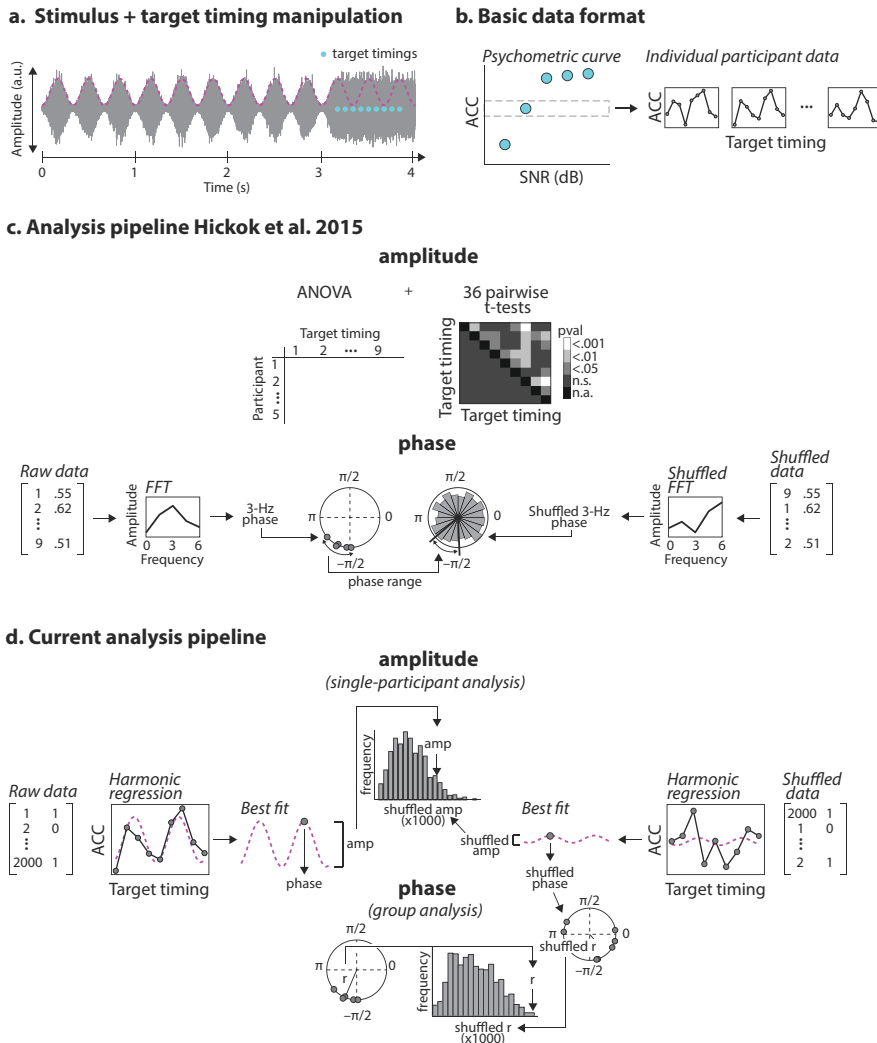 a. Stimulus + target timing manipulation
target timings
Amplitude (a.u.)
0 1 2 3 4
Time (s)
b. Basic data format
Psychometric curve
Individual participant data
ACC
SNR (dB)
ACC
...
Target timing
c. Analysis pipeline Hickok et al. 2015
amplitude
ANOVA + 36 pairwise
t-tests
Target timing
1 2 ... 9
Participant
1
2
...
5
Target timing
Target timing
pval
<.001
<.01
<.05
n.s.
n.a.
phase
Raw data
1 .55
2 .62
...
9 .51
FFT
Amplitude
0 3 6
Frequency
3-Hz
phase
π/2
π
0
−π/2
phase range
π/2
π
0
−π/2
Shuffled 3-Hz
phase
Shuffled
FFT
Amplitude
0 3 6
Frequency
Shuffled
data
9 .55
1 .62
...
2 .51
d. Current analysis pipeline
amplitude
(single-participant analysis)
frequency
amp
shuffled amp
(x1000)
Raw data
1 1
2 0
...
2000 1
Harmonic
regression
ACC
Target timing
Best fit
amp
phase
Best fit
shuffled
amp
shuffled
phase
Harmonic
regression
ACC
Target timing
Shuffled
data
2000 1
1 0
...
2 1
phase
(group analysis)
π/2
π
0
r
−π/2
frequency
r
shuffled r
(x1000)
π/2
π
0
shuffled r
−π/2